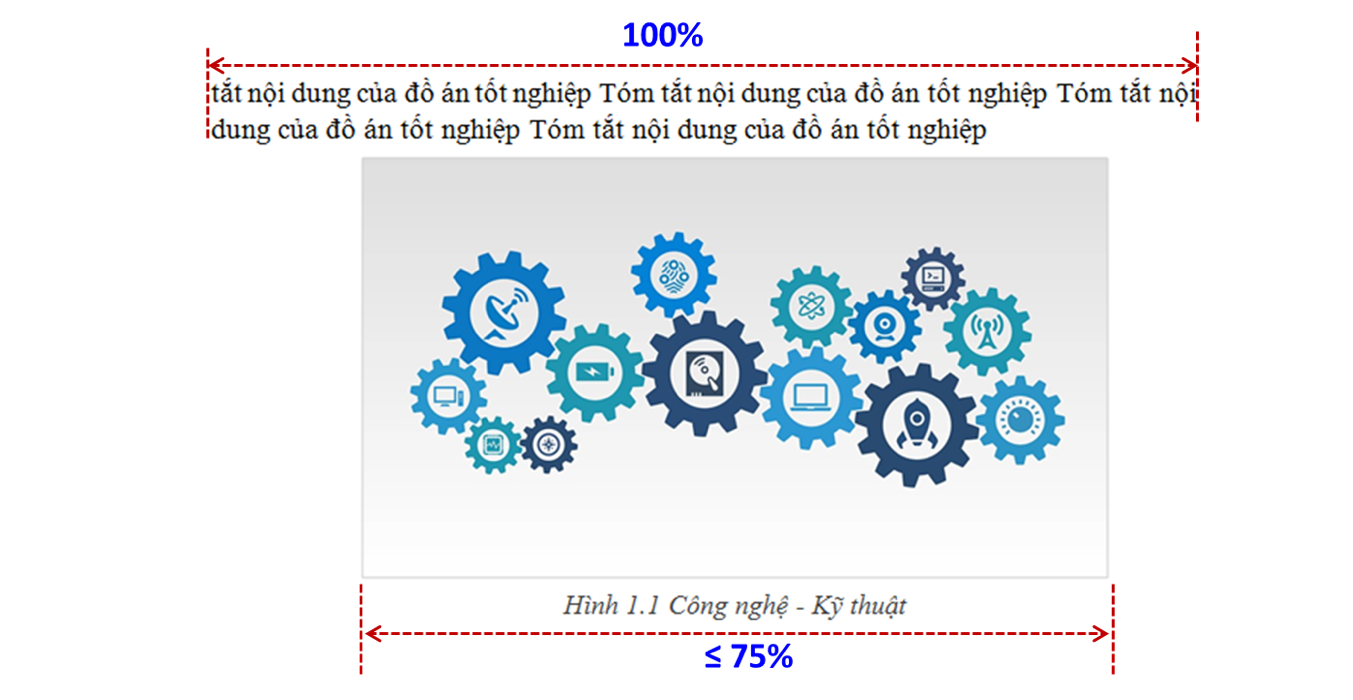 100%
tắt nội dung của đồ án tốt nghiệp Tóm tắt nội dung của đồ án tốt nghiệp Tóm tắt nội
dung của đồ án tốt nghiệp Tóm tắt nội dung của đồ án tốt nghiệp
Hình 1.1 Công nghệ - Kỹ thuật
≤ 75%